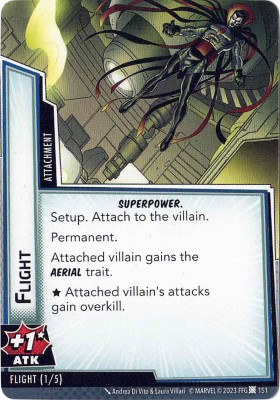 ATTACHMENT
FLIGHT
SUPERPOWER.
Setup. Attach to the villain.
Permanent.
Attached villain gains the
AERIAL trait.
★ Attached villain's attacks
gain overkill.
+1★
ATK
FLIGHT (1/5)
Andrea Di Vito & Laura Villari © MARVEL © 2023 FFG 151